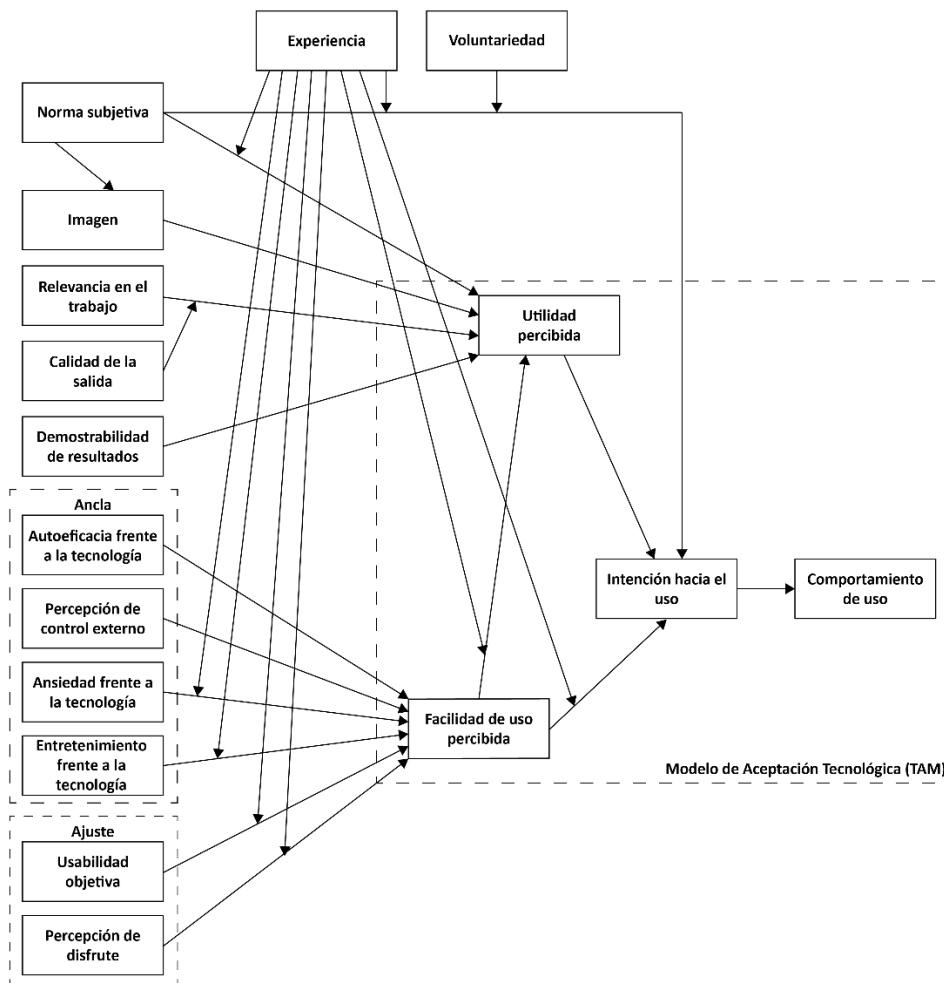 Experiencia
Voluntariedad
Norma subjetiva
Imagen
Relevancia en el
trabajo
Utilidad
percibida
Calidad de la
salida
Demostrabilidad
de resultados
Ancla
Autoeficacia frente
a la tecnología
Intención hacia el
uso
Comportamiento
de uso
Percepción de
control externo
Ansiedad frente a
la tecnología
Facilidad de uso
percibida
Entretenimiento
frente a la
tecnología
Modelo de Aceptación Tecnológica (TAM)
Ajuste
Usabilidad
objetiva
Percepción de
disfrute